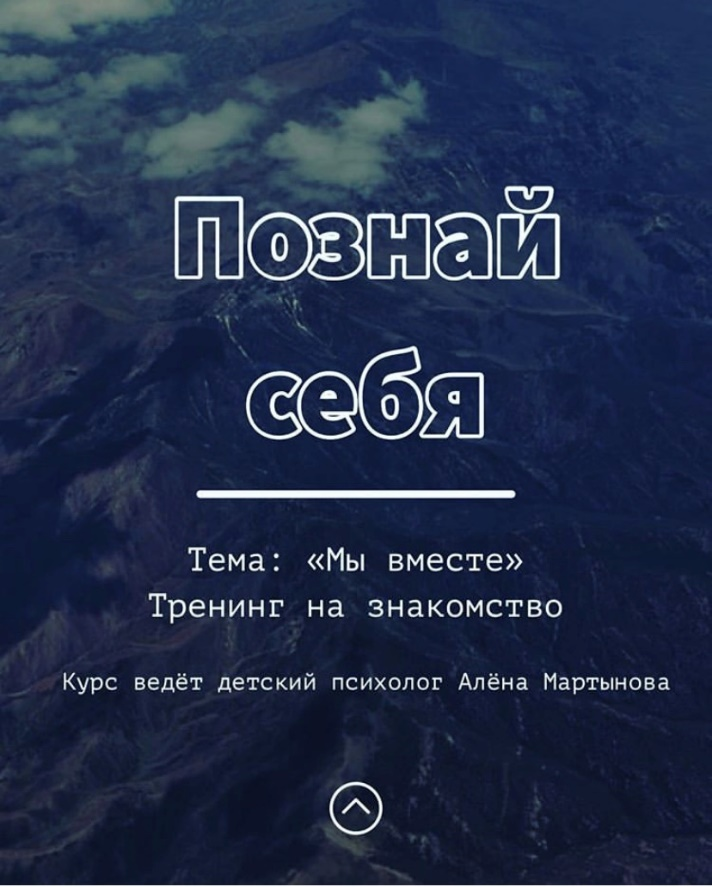 Познай
себя
Тема: «Мы вместе»
Тренинг на знакомство
Курс ведёт детский психолог Алёна Мартынова